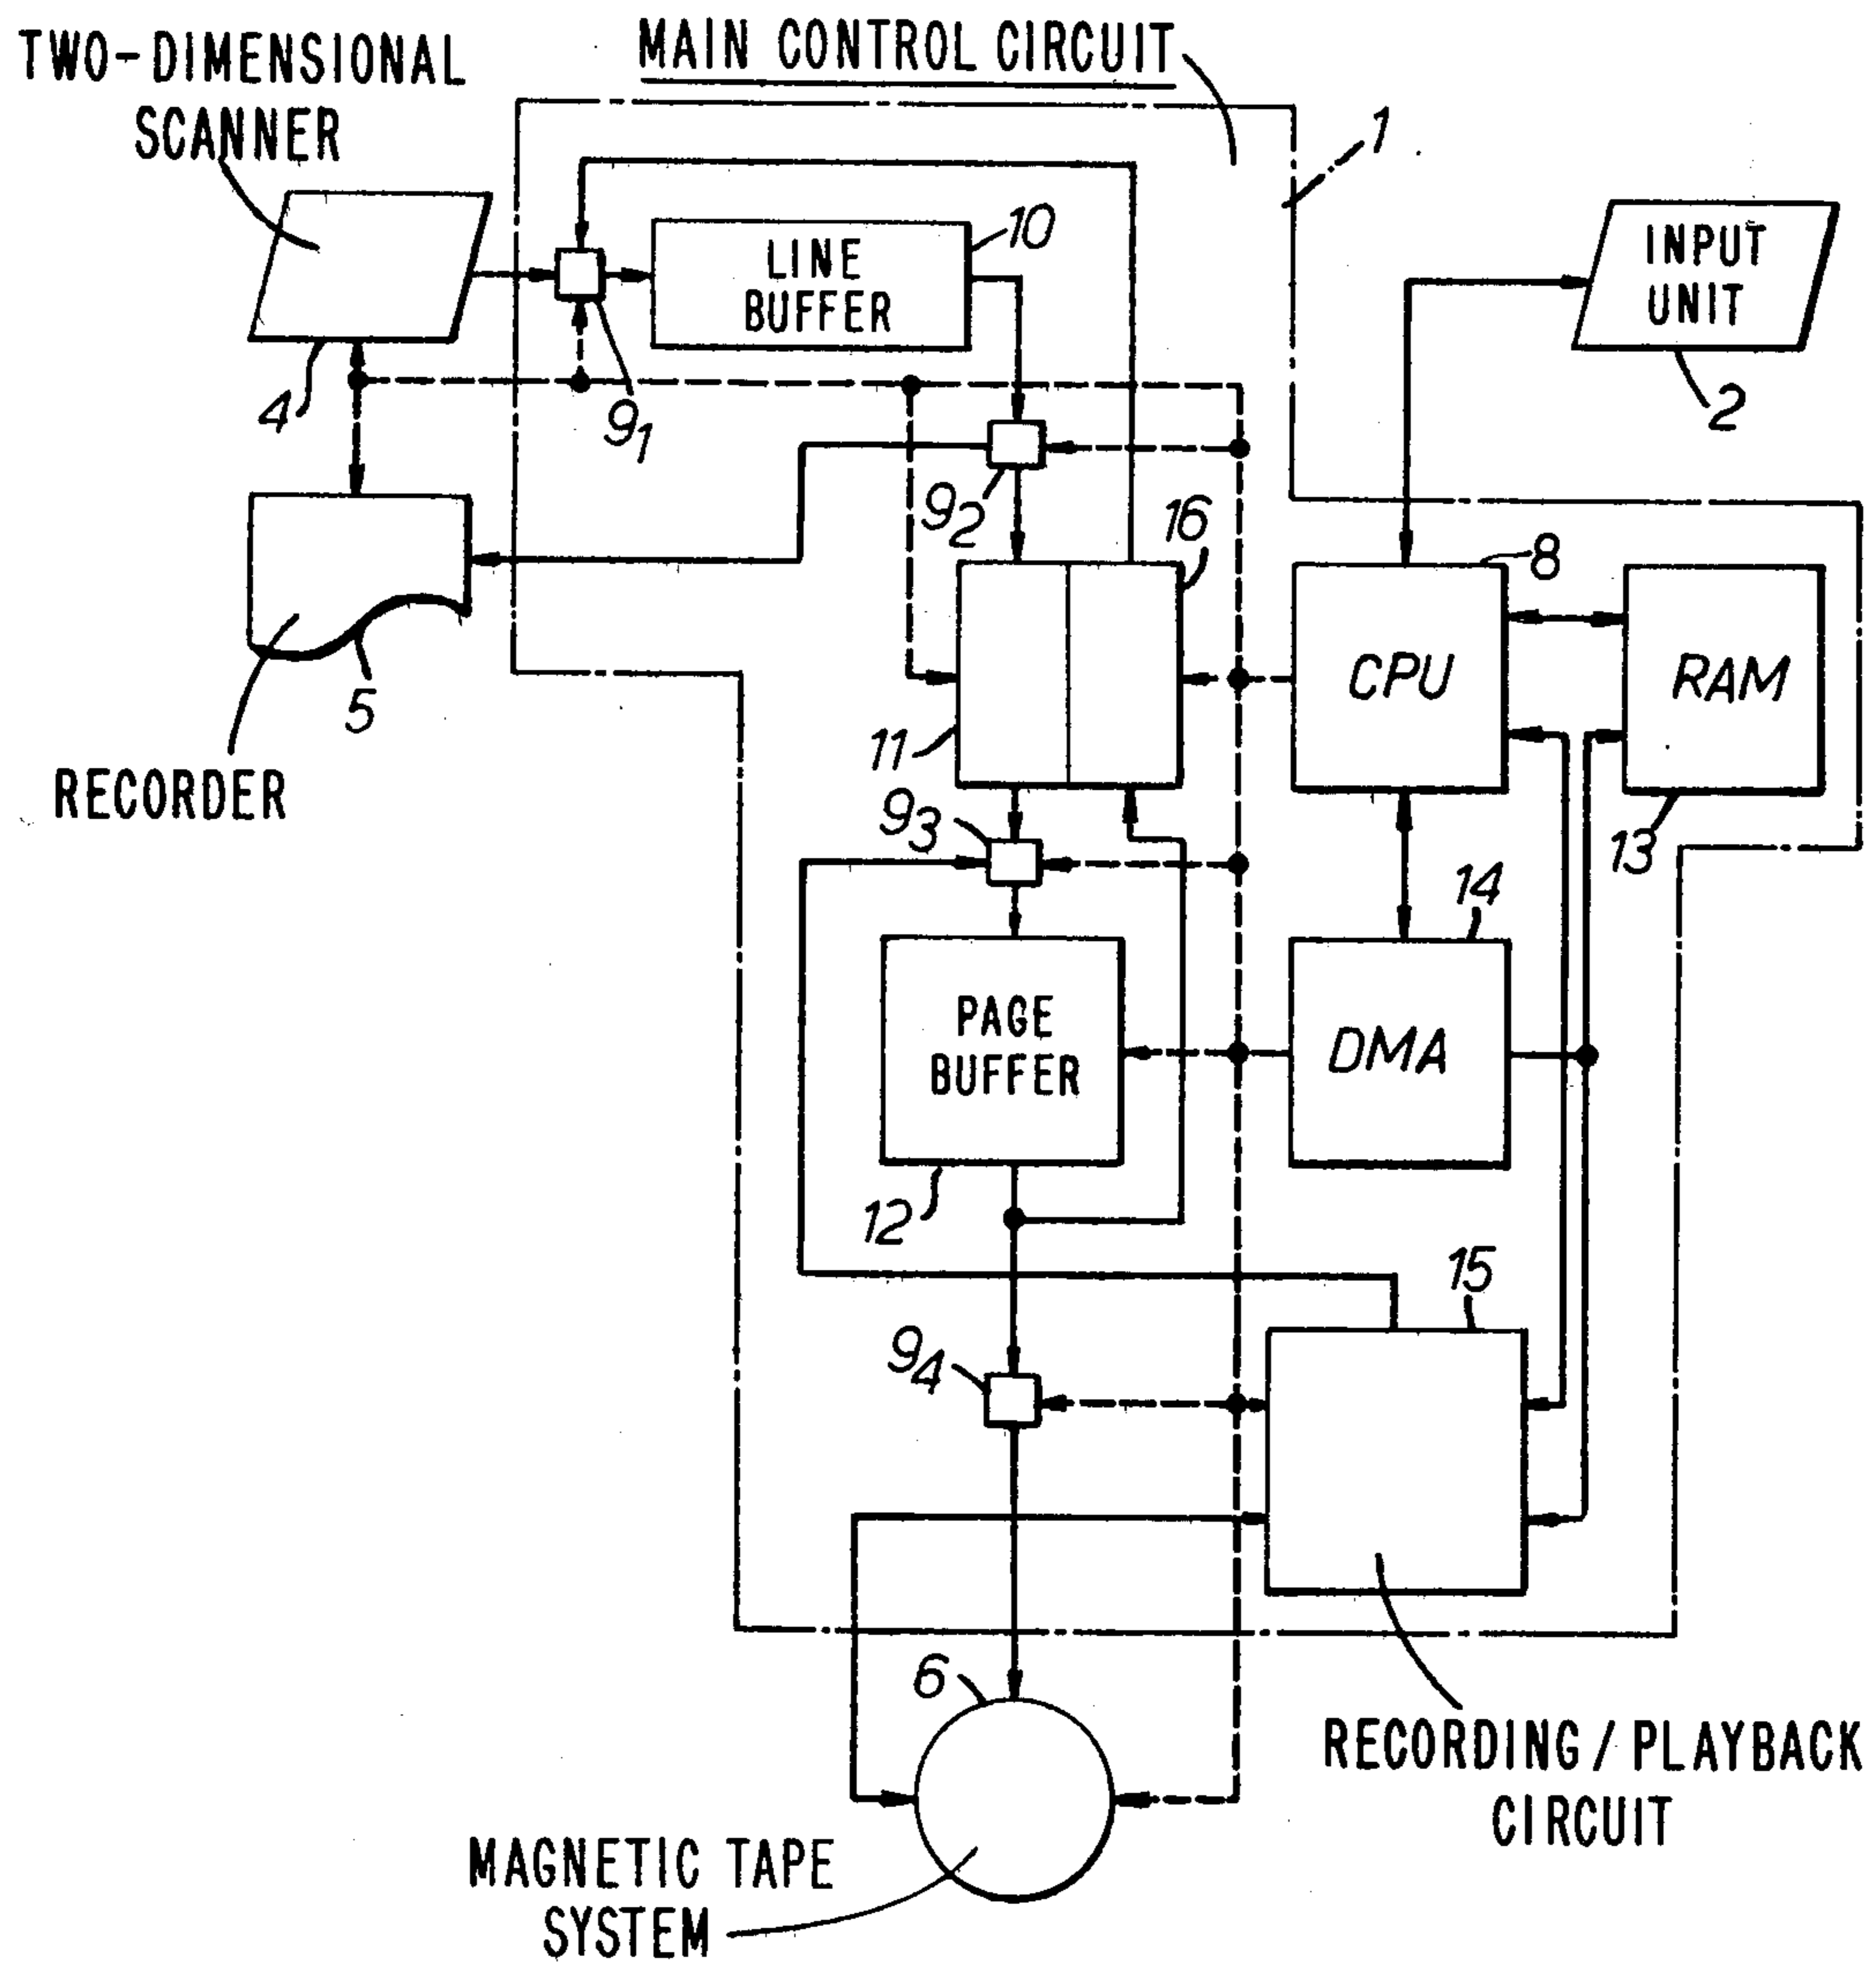 TWO-DIMENSIONAL
SCANNER
MAIN CONTROL CIRCUIT
1
10
LINE
BUFFER
INPUT
UNIT
2
4
9₁
9₂
16
8
CPU
RAM
5
11
RECORDER
9₃
13
14
PAGE
BUFFER
DMA
12
15
9₄
6
RECORDING / PLAYBACK
CIRCUIT
MAGNETIC TAPE
SYSTEM